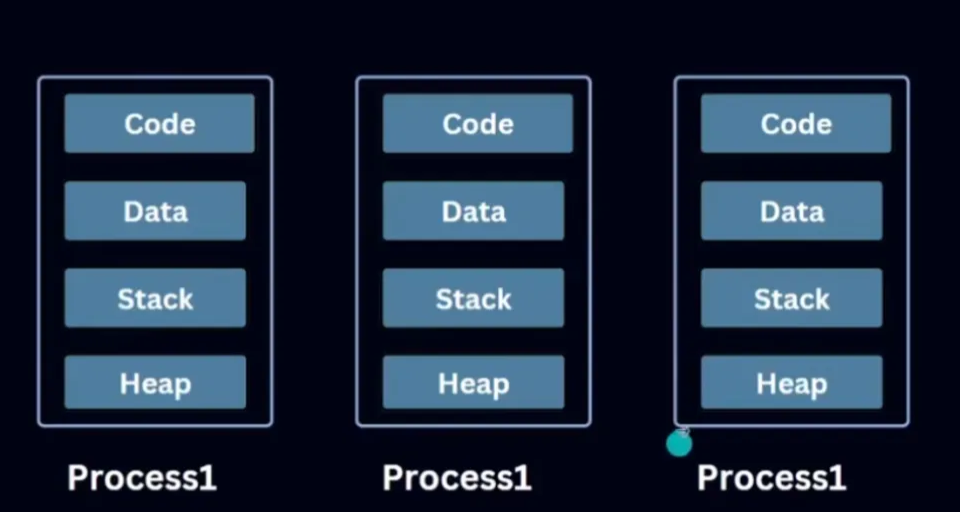 Code
Data
Stack
Heap
Process1
Code
Data
Stack
Heap
Process1
Code
Data
Stack
Heap
Process1